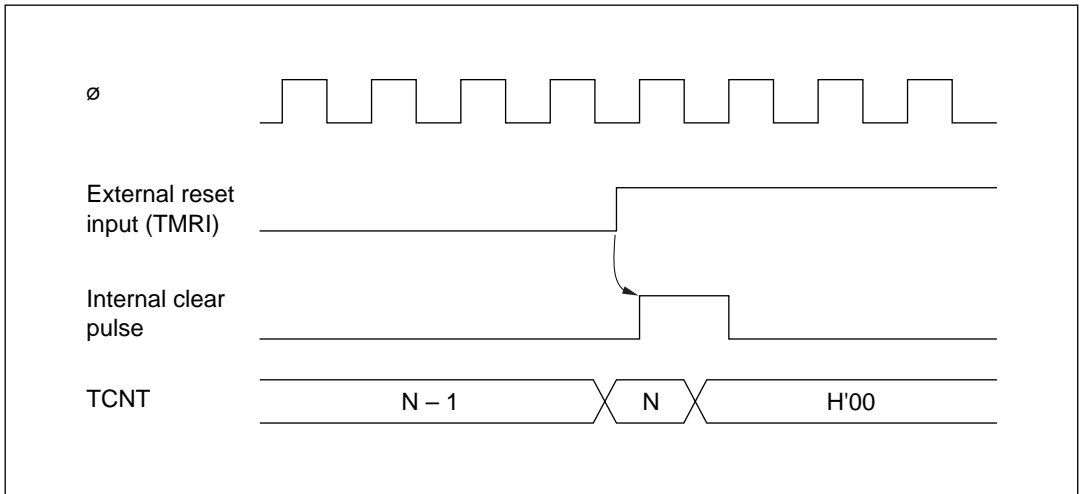 ø
External reset
input (TMRI)
Internal clear
pulse
TCNT
N – 1
N
H'00